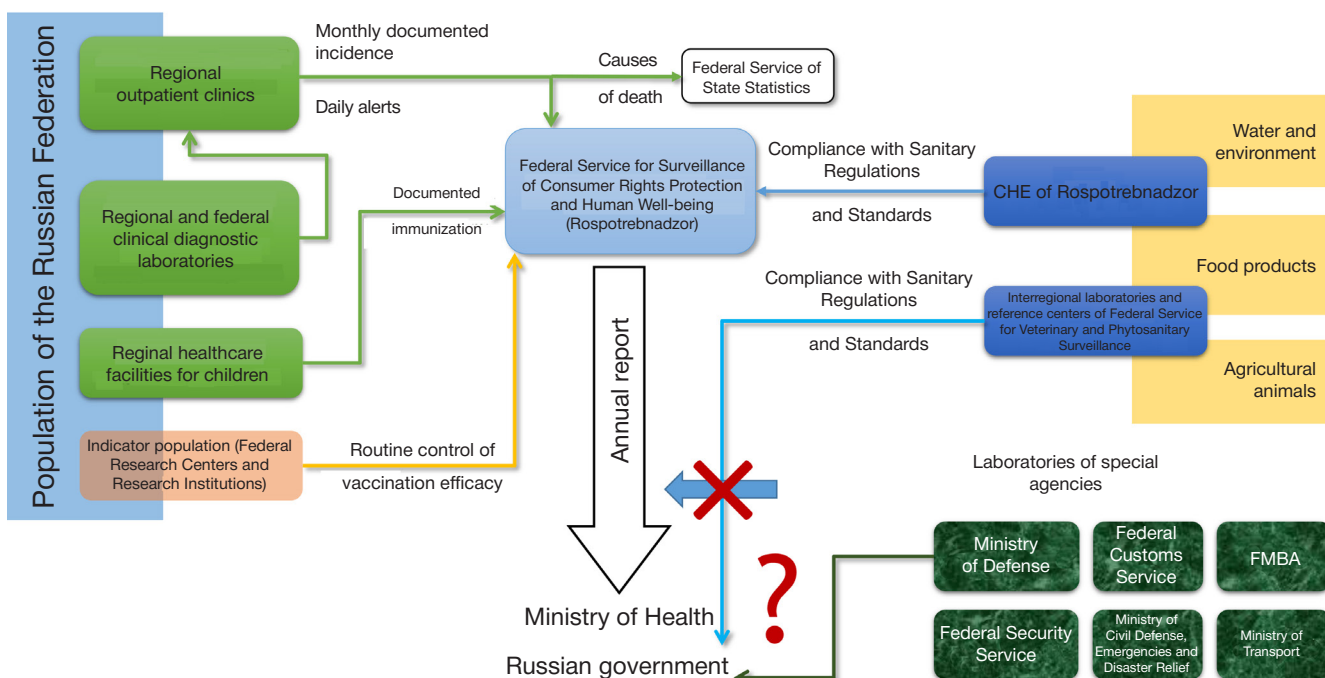 Population of the Russian Federation
Regional
outpatient clinics
Monthly documented
incidence
Daily alerts
Causes
of death
Federal Service of
State Statistics
Regional and federal
clinical diagnostic
laboratories
Documented
immunization
Federal Service for Surveillance
of Consumer Rights Protection
and Human Well-being
(Rospotrebnadzor)
Compliance with Sanitary
Regulations
and Standards
CHE of Rospotrebnadzor
Water and
environment
Food products
Agricultural
animals
Reginal healthcare
facilities for children
Compliance with Sanitary
Regulations
and Standards
Interregional laboratories and
reference centers of Federal Service
for Veterinary and Phytosanitary
Surveillance
Indicator population (Federal
Research Centers and
Research Institutions)
Routine control of
vaccination efficacy
Annual report
?
Ministry of Health
Russian government
Laboratories of special
agencies
Ministry
of Defense
Federal
Customs
Service
FMBA
Federal Security
Service
Ministry of
Civil Defense,
Emergencies and
Disaster Relief
Ministry of
Transport